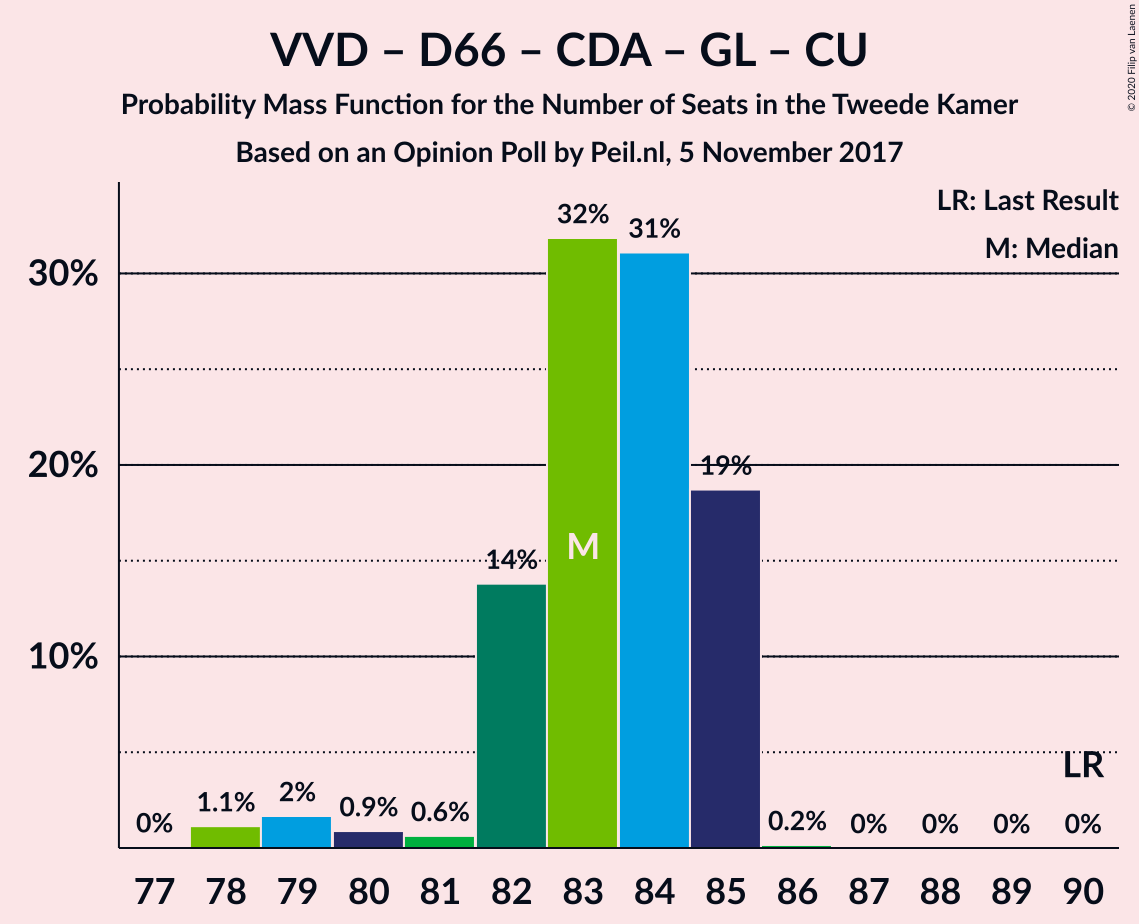 VVD – D66 – CDA – GL – CU
Probability Mass Function for the Number of Seats in the Tweede Kamer
Based on an Opinion Poll by Peil.nl, 5 November 2017
© 2020 Filip van Laenen
LR: Last Result
M: Median
30%
20%
10%
0%
1.1%
2%
0.9%
0.6%
14%
32%
31%
19%
0.2%
0%
0%
0%
0%
M
LR
77 78 79 80 81 82 83 84 85 86 87 88 89 90